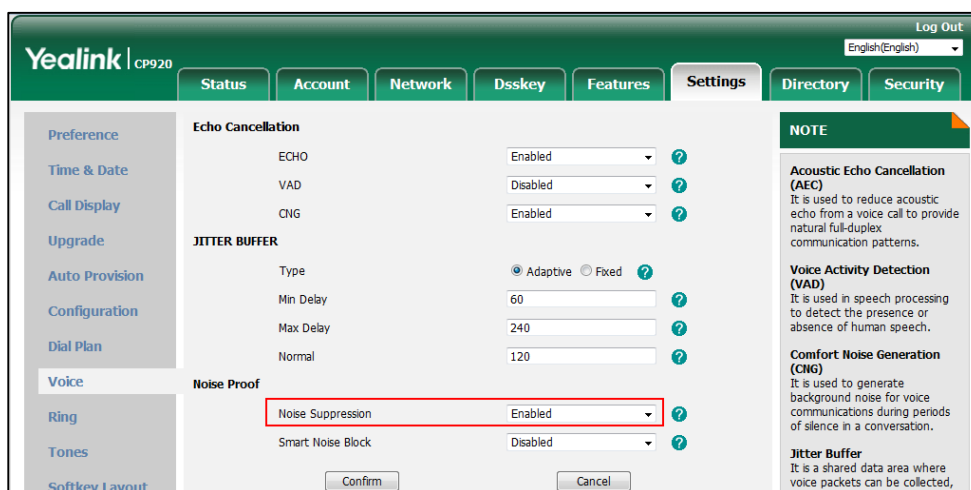 Log Out
Yealink CP920
English(English)
Status Account Network Dsskey Features Settings Directory Security
Preference
Time & Date
Call Display
Upgrade
Auto Provision
Configuration
Dial Plan
Voice
Ring
Tones
Softkey Layout
Echo Cancellation
ECHO Enabled
VAD Disabled
CNG Enabled
JITTER BUFFER
Type Adaptive Fixed
Min Delay 60
Max Delay 240
Normal 120
Noise Proof
Noise Suppression Enabled
Smart Noise Block Disabled
Confirm Cancel
NOTE
Acoustic Echo Cancellation
(AEC)
It is used to reduce acoustic
echo from a voice call to provide
natural full-duplex
communication patterns.
Voice Activity Detection
(VAD)
It is used in speech processing
to detect the presence or
absence of human speech.
Comfort Noise Generation
(CNG)
It is used to generate
background noise for voice
communications during periods
of silence in a conversation.
Jitter Buffer
It is a shared data area where
voice packets can be collected,